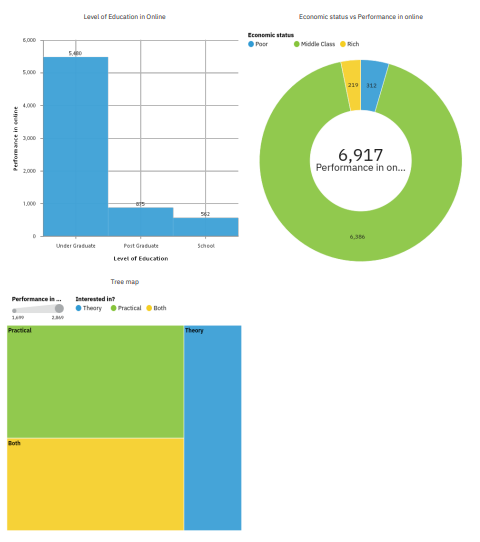 Level of Education in Online
6,000
5,000
4,000
3,000
2,000
1,000
0
Performance in online
5,480
875
562
Under Graduate
Post Graduate
School
Level of Education
Economic status vs Performance in online
Economic status
Poor Middle Class Rich
219 312
6,917
Performance in on...
6,386
Tree map
Performance in ...
1,699 2,869
Interested in?
Theory Practical Both
Practical
Theory
Both